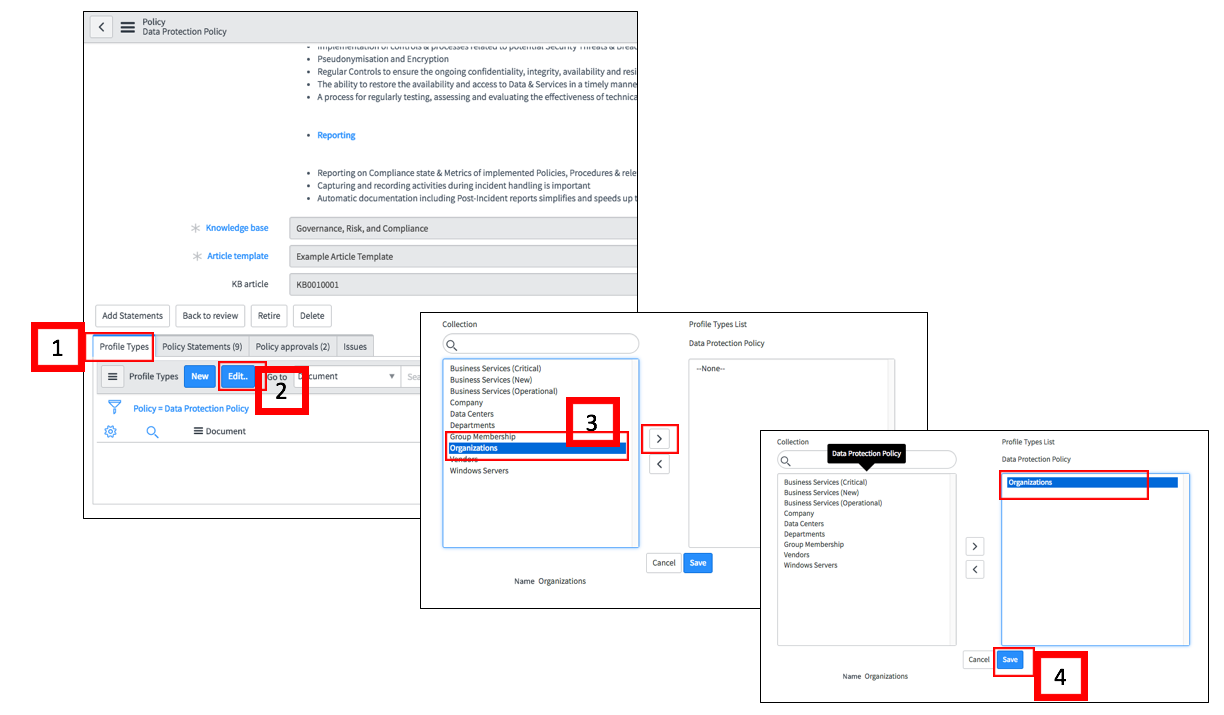 Policy
Data Protection Policy
Implementation of controls & processes related to potential Security Threats &
Pseudonymisation and Encryption
Regular Controls to ensure the ongoing confidentiality, integrity, availability and resi
The ability to restore the availability and access to Data & Services in a timely manne
A process for regularly testing, assessing and evaluating the effectiveness of technica
Reporting
Reporting on Compliance state & Metrics of implemented Policies, Procedures & rele
Capturing and recording activities during incident handling is important
Automatic documentation including Post-Incident reports simplifies and speeds up t
Knowledge base
Governance, Risk, and Compliance
Article template
Example Article Template
KB article
KB0010001
Add Statements Back to review Retire Delete
1
Profile Types Policy Statements (9) Policy approvals (2) Issues
Profile Types New Edit.. Go to Document Sea
2
Policy = Data Protection Policy
Document
Collection
Business Services (Critical)
Business Services (New)
Business Services (Operational)
Company
Data Centers
Departments
Group Membership
Organizations
Vendors
Windows Servers
3
>
<
Profile Types List
Data Protection Policy
--None--
Cancel Save
Name Organizations
Collection
Data Protection Policy
Business Services (Critical)
Business Services (New)
Business Services (Operational)
Company
Data Centers
Departments
Group Membership
Vendors
Windows Servers
>
<
Profile Types List
Data Protection Policy
Organizations
Cancel Save
4
Name Organizations